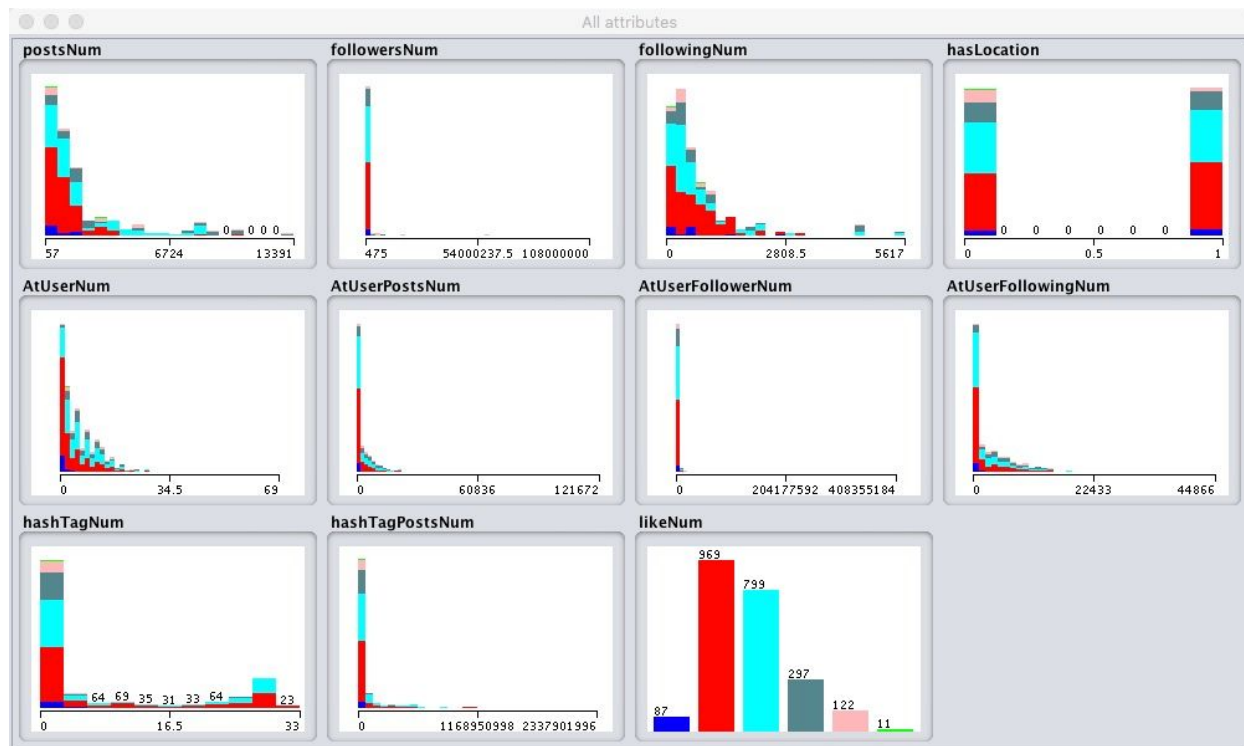 All attributes
postsNum followersNum followingNum hasLocation
0 0 0 0
0 0 0 0 0 0
57 6724 13391 475 54000237.5 108000000 0 2808.5 5617 0 0.5 1
AtUserNum AtUserPostsNum AtUserFollowerNum AtUserFollowingNum
0 34.5 69 0 60836 121672 0 204177592 408355184 0 22433 44866
hashTagNum hashTagPostsNum likeNum
969
799
297
64 69 35 31 33 64 23
87 122 11
0 16.5 33 0 1168950998 2337901996